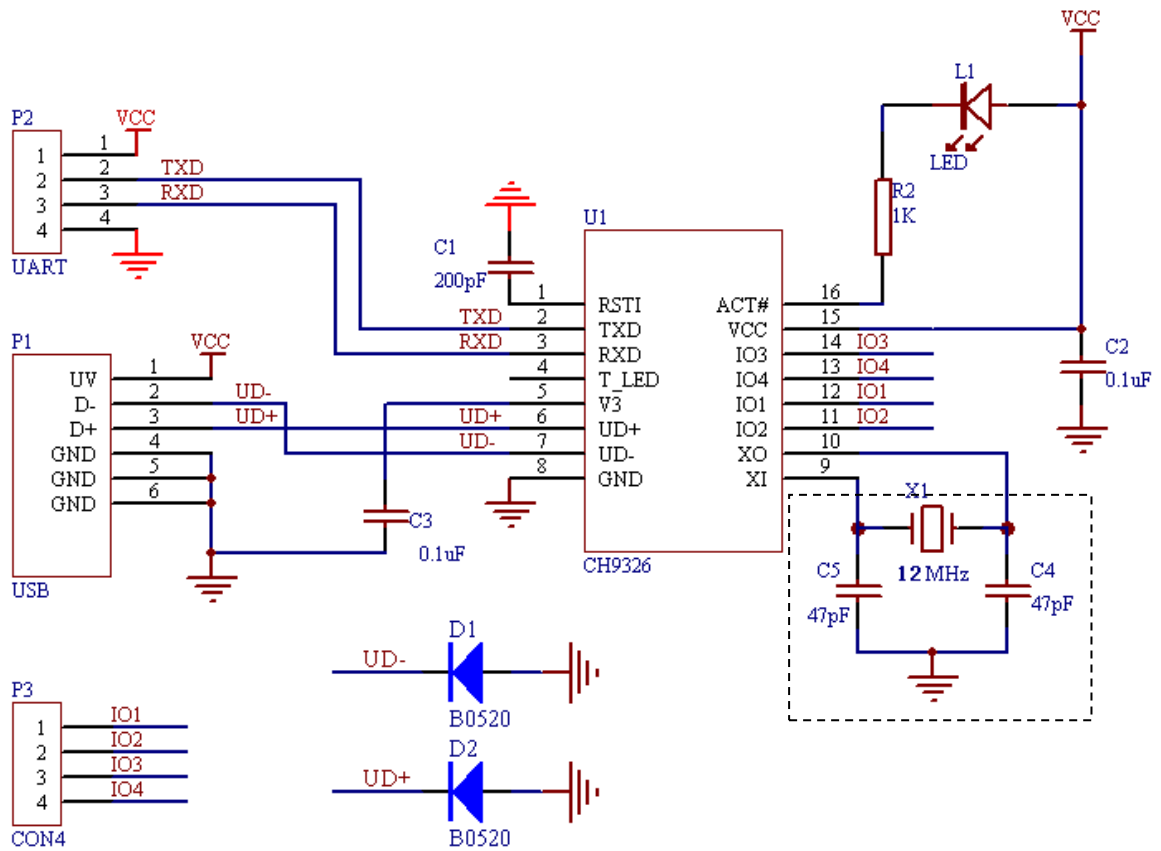 VCC
L1
LED
R2
1K
P2
VCC
1
1
2
TXD
2
3
RXD
3
4
4
UART
C1
200pF
U1
1
RSTI
TXD
2
TXD
RXD
3
RXD
4
T_LED
5
V3
UD+
6
UD+
UD-
7
UD-
8
GND
CH9326
ACT#
16
VCC
15
IO3
14
IO3
IO4
13
IO4
IO1
12
IO1
IO2
11
IO2
XO
10
XI
9
C2
0.1uF
P1
VCC
UV
1
D-
2
UD-
D+
3
UD+
GND
4
GND
5
GND
6
USB
C3
0.1uF
X1
12MHz
C5
47pF
C4
47pF
P3
1
IO1
2
IO2
3
IO3
4
IO4
CON4
D1
UD-
B0520
D2
UD+
B0520